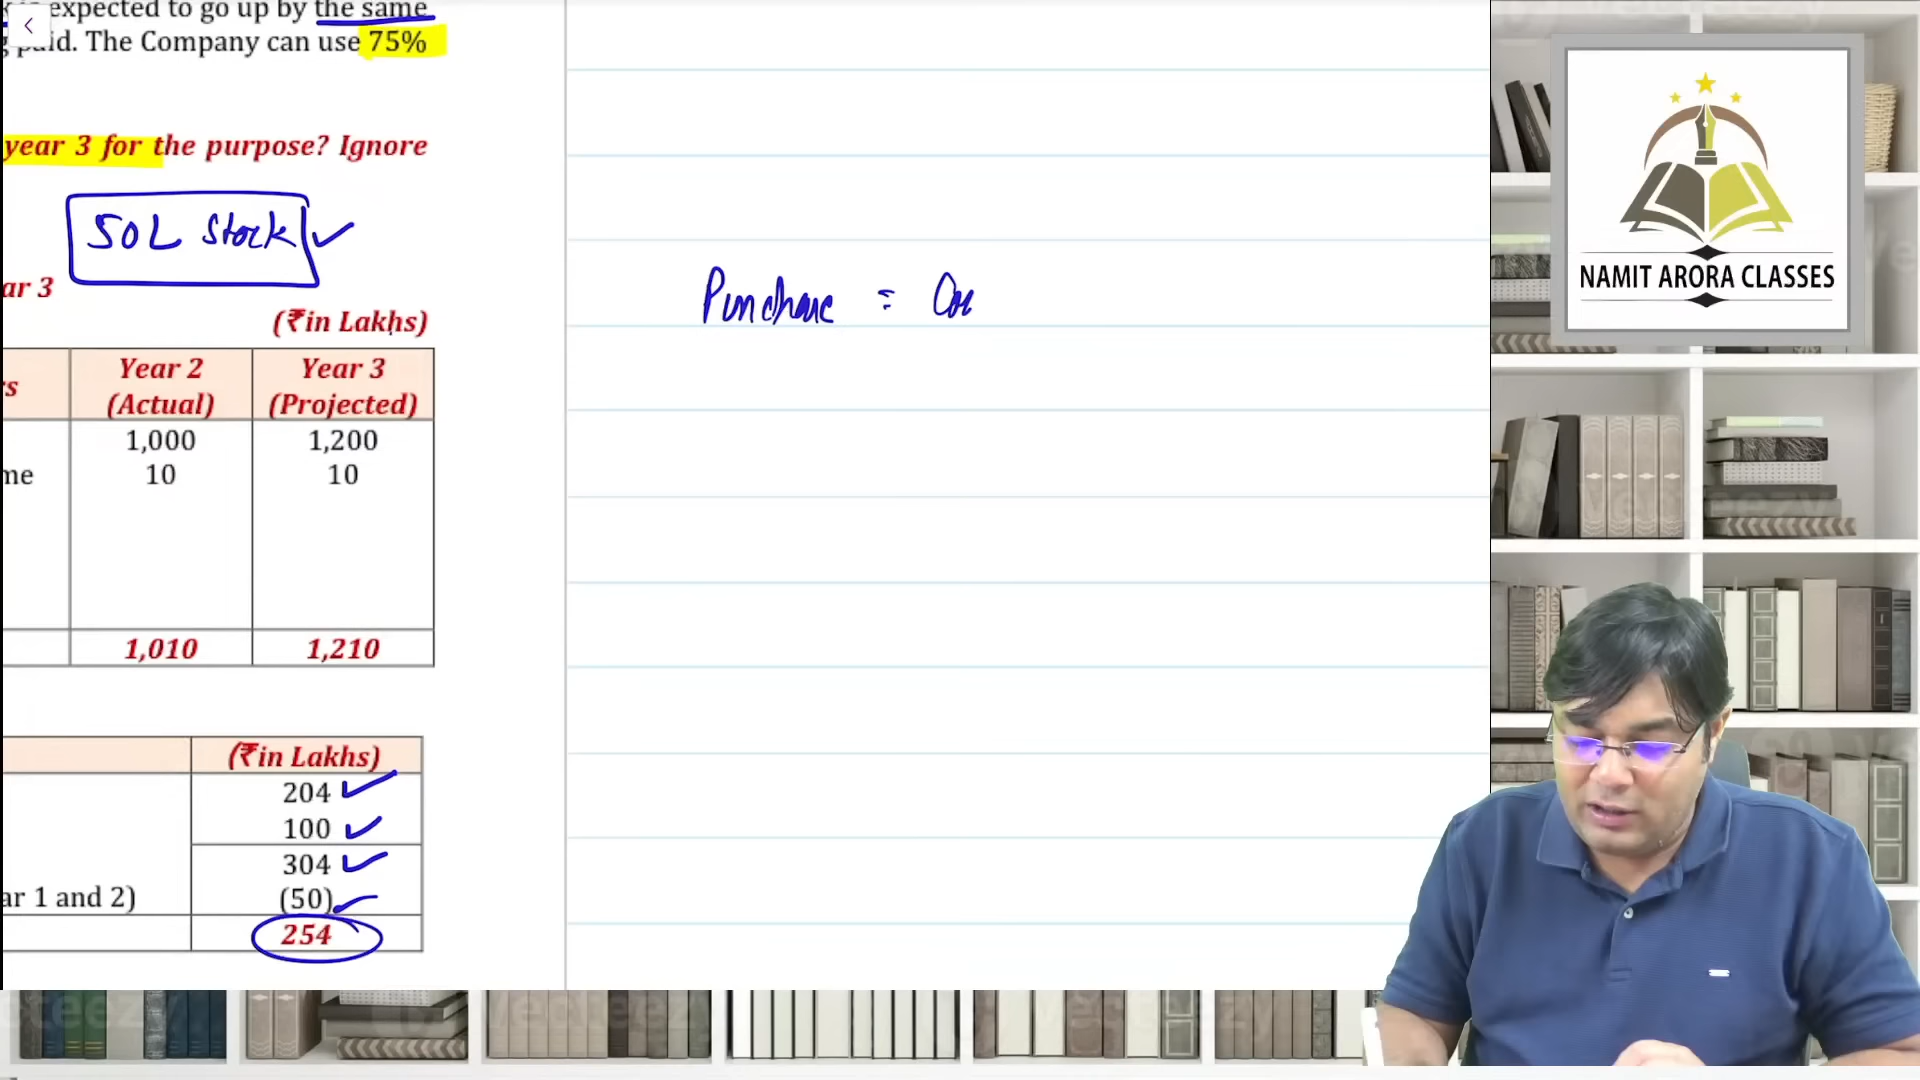 expected to go up by the same
paid. The Company can use 75%
year 3 for the purpose? Ignore
SOL Stock
ar 3
(₹in Lakhs)
s Year 2 (Actual) Year 3 (Projected)
1,000 1,200
me 10 10
1,010 1,210
(₹in Lakhs)
204
100
304
ar 1 and 2) (50)
254
Purchase =
NAMIT ARORA CLASSES